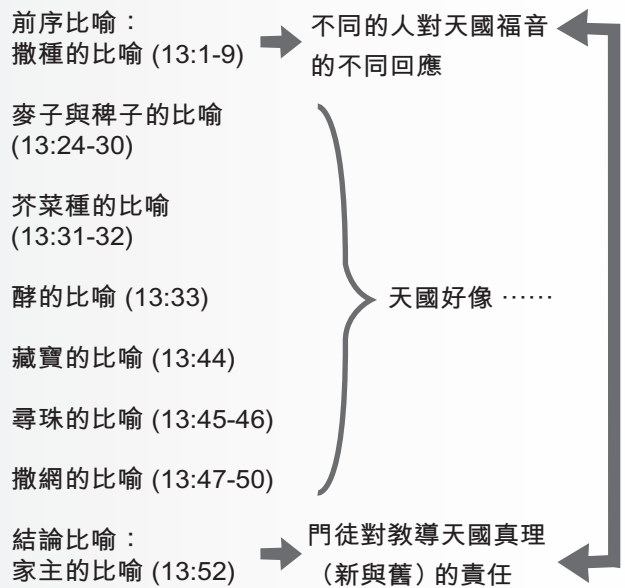 前序比喻：
撒種的比喻 (13:1-9)
不同的人對天國福音
的不同回應
麥子與稗子的比喻
(13:24-30)
芥菜種的比喻
(13:31-32)
酵的比喻 (13:33)
藏寶的比喻 (13:44)
尋珠的比喻 (13:45-46)
撒網的比喻 (13:47-50)
天國好像 ⋯⋯
結論比喻：
家主的比喻 (13:52)
門徒對教導天國真理
（新與舊）的責任